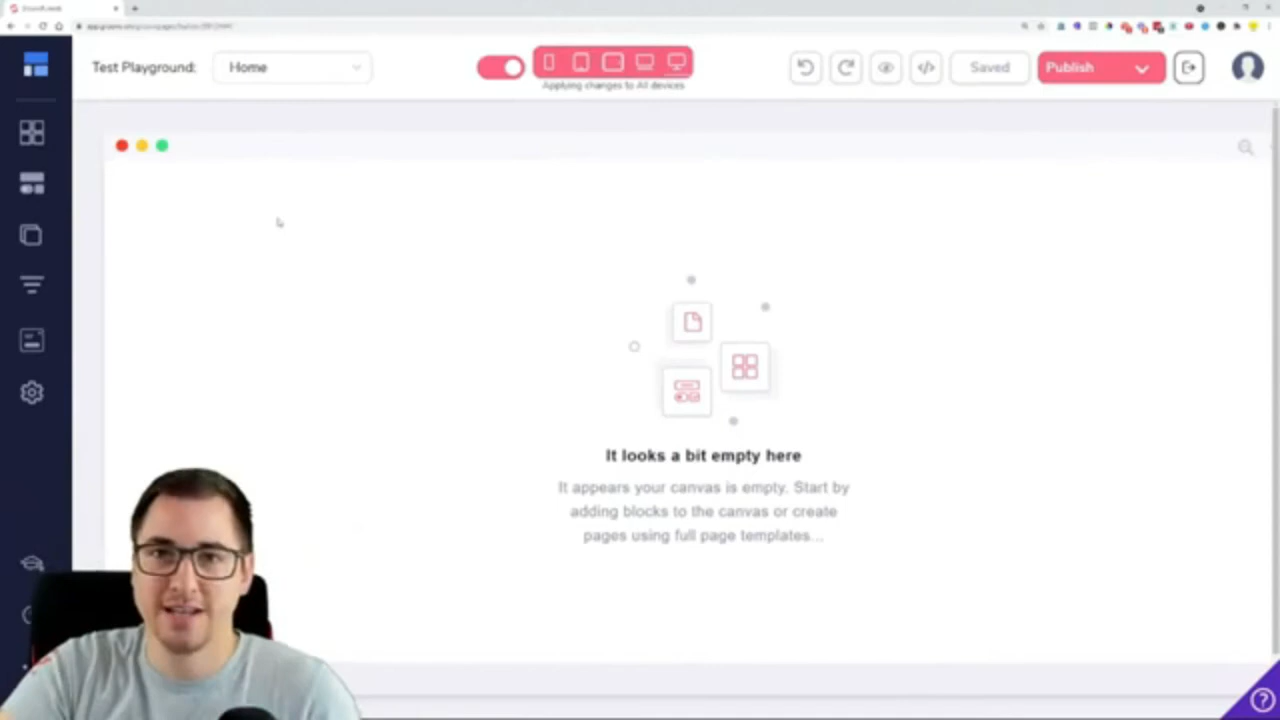 Test Playground:
Home
Applying changes to All devices
</>
Saved
Publish
It looks a bit empty here
It appears your canvas is empty. Start by
adding blocks to the canvas or create
pages using full page templates...
?